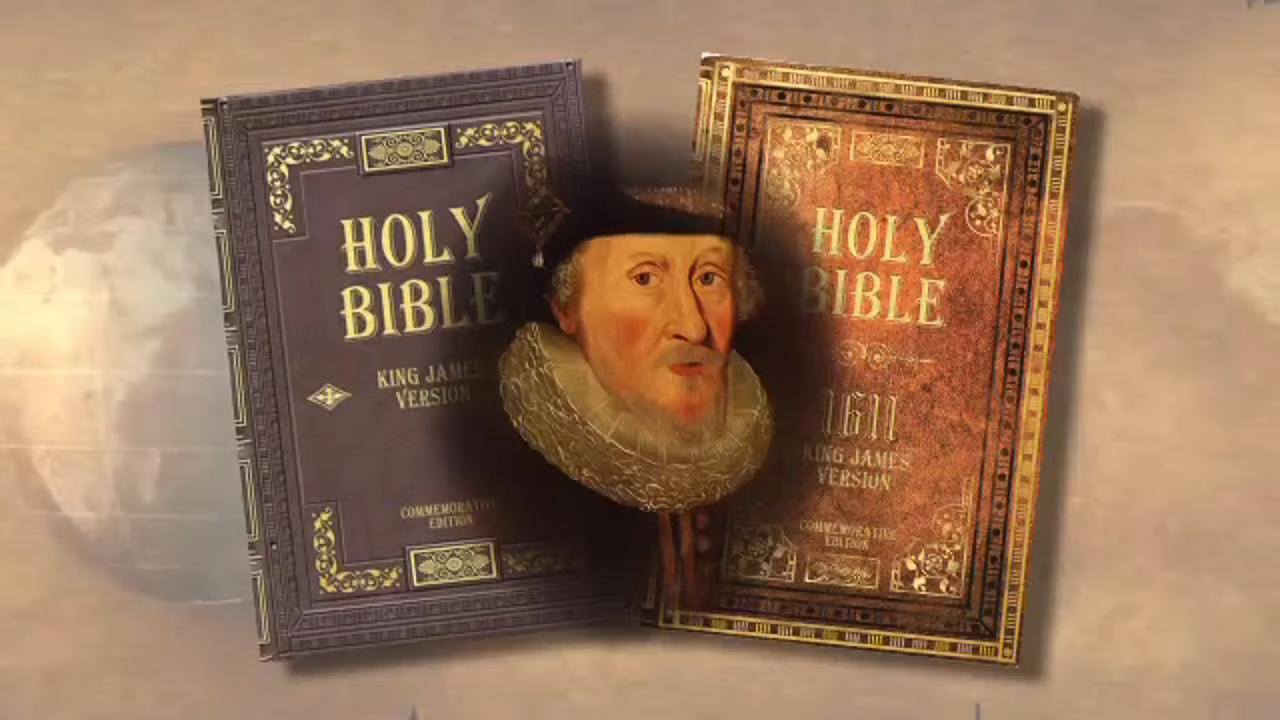 HOLY
BIBLE
KING JAMES
VERSION
COMMEMORATIVE
EDITION
HOLY
BIBLE
1611
KING JAMES
VERSION
COMMEMORATIVE
EDITION